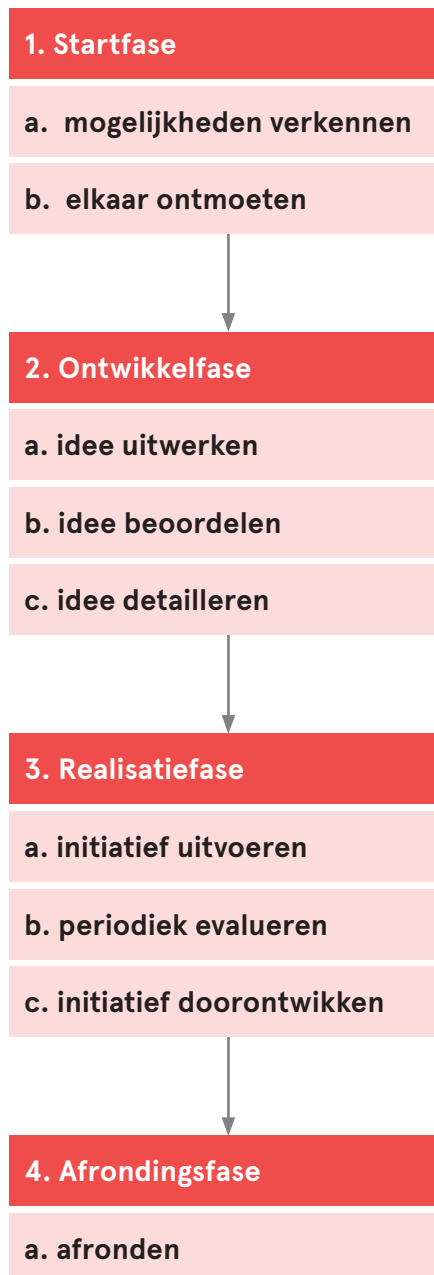 1. Startfase
a. mogelijkheden verkennen
b. elkaar ontmoeten
2. Ontwikkelfase
a. idee uitwerken
b. idee beoordelen
c. idee detailleren
3. Realisatiefase
a. initiatief uitvoeren
b. periodiek evalueren
c. initiatief doorontwikken
4. Afrondingsfase
a. afronden